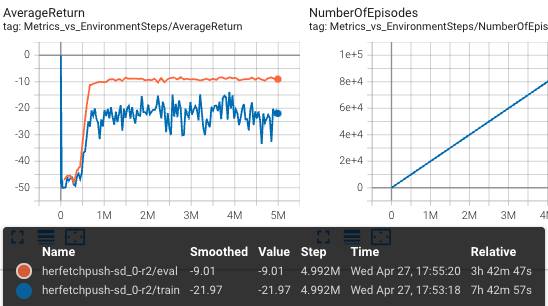 AverageReturn
tag: Metrics_vs_EnvironmentSteps/AverageReturn
0
-10
-20
-30
-40
-50
0 1M 2M 3M 4M 5M
NumberOfEpisodes
tag: Metrics_vs_EnvironmentSteps/NumberOfEpis
1e+5
8e+4
6e+4
4e+4
2e+4
0
0 1M 2M 3M 4M
Name Smoothed Value Step Time Relative
herfetchpush-sd_0-r2/eval -9.01 -9.01 4.992M Wed Apr 27, 17:55:20 3h 42m 47s
herfetchpush-sd_0-r2/train -21.97 -21.97 4.992M Wed Apr 27, 17:53:18 7h 42m 57s